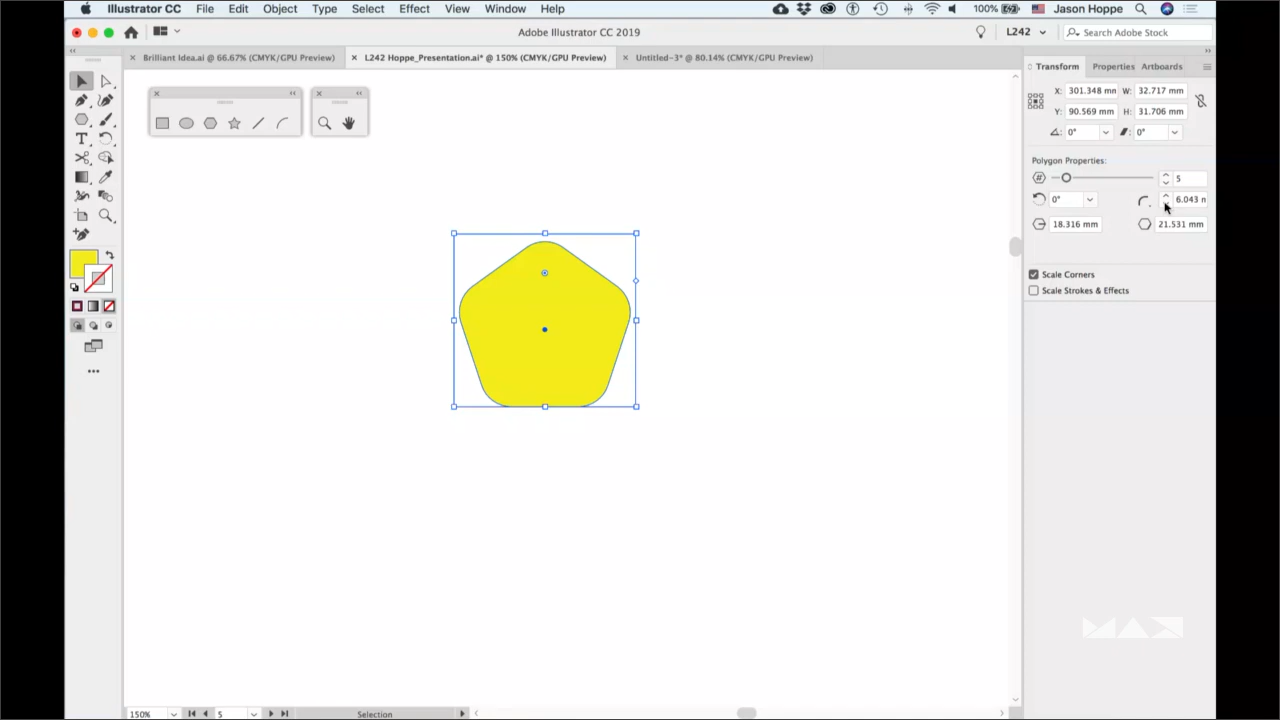 Illustrator CC File Edit Object Type Select Effect View Window Help 100% Jason Hoppe
Adobe Illustrator CC 2019 L242 Search Adobe Stock
Brilliant Idea.ai @ 66.67% (CMYK/GPU Preview) L242 Hoppe_Presentation.ai* @ 150% (CMYK/GPU Preview) Untitled-3* @ 80.14% (CMYK/GPU Preview)
Transform Properties Artboards
X: 301.348 mm W: 32.717 mm
Y: 90.569 mm H: 31.706 mm
0° 0°
Polygon Properties:
5
0° 6.043 n
18.316 mm 21.531 mm
Scale Corners
Scale Strokes & Effects
MAX
150% 5 Selection